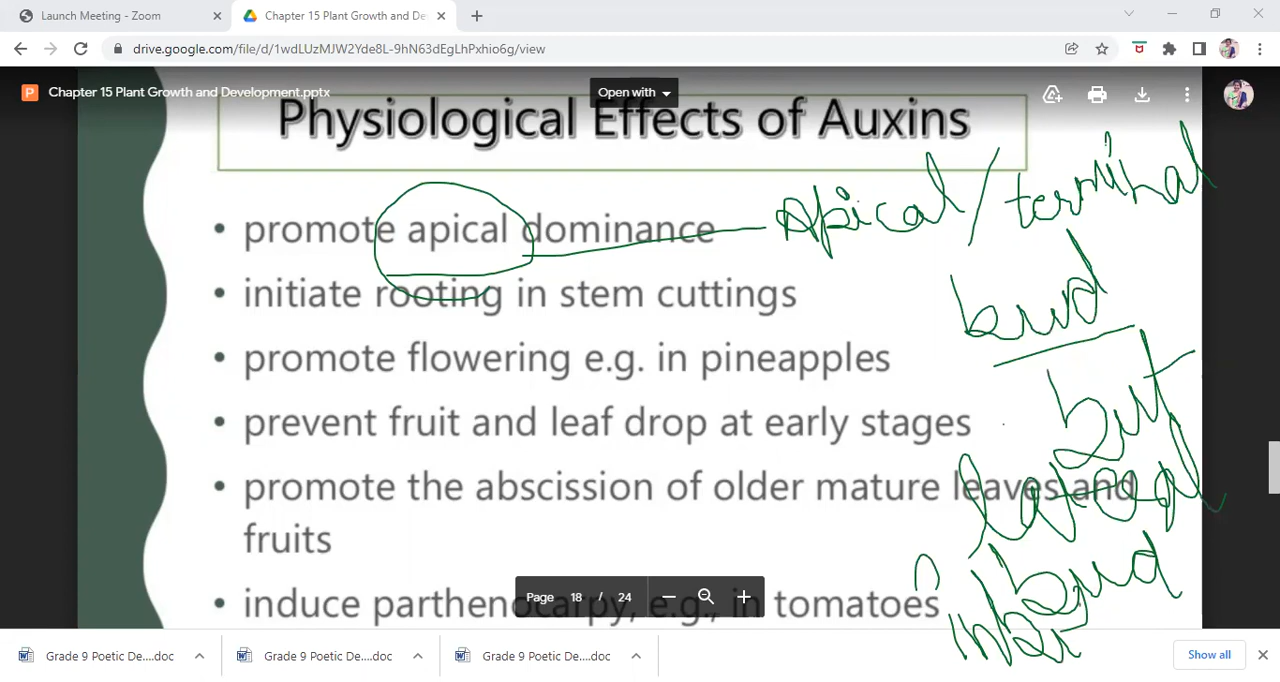 Launch Meeting - Zoom
Chapter 15 Plant Growth and De
drive.google.com/file/d/1wdLUzMJW2Yde8L-9hN63dEgLhPxhio6g/view
Chapter 15 Plant Growth and Development.pptx
Open with
Physiological Effects of Auxins
• promote apical dominance
apical / terminal
bud
• initiate rooting in stem cuttings
• promote flowering e.g. in pineapples
but
• prevent fruit and leaf drop at early stages
• promote the abscission of older mature leaves and
fruits
lateral
bud
• induce parthenocarpy, e.g., in tomatoes
Page 18 / 24
Grade 9 Poetic De....doc
Grade 9 Poetic De....doc
Grade 9 Poetic De....doc
Show all